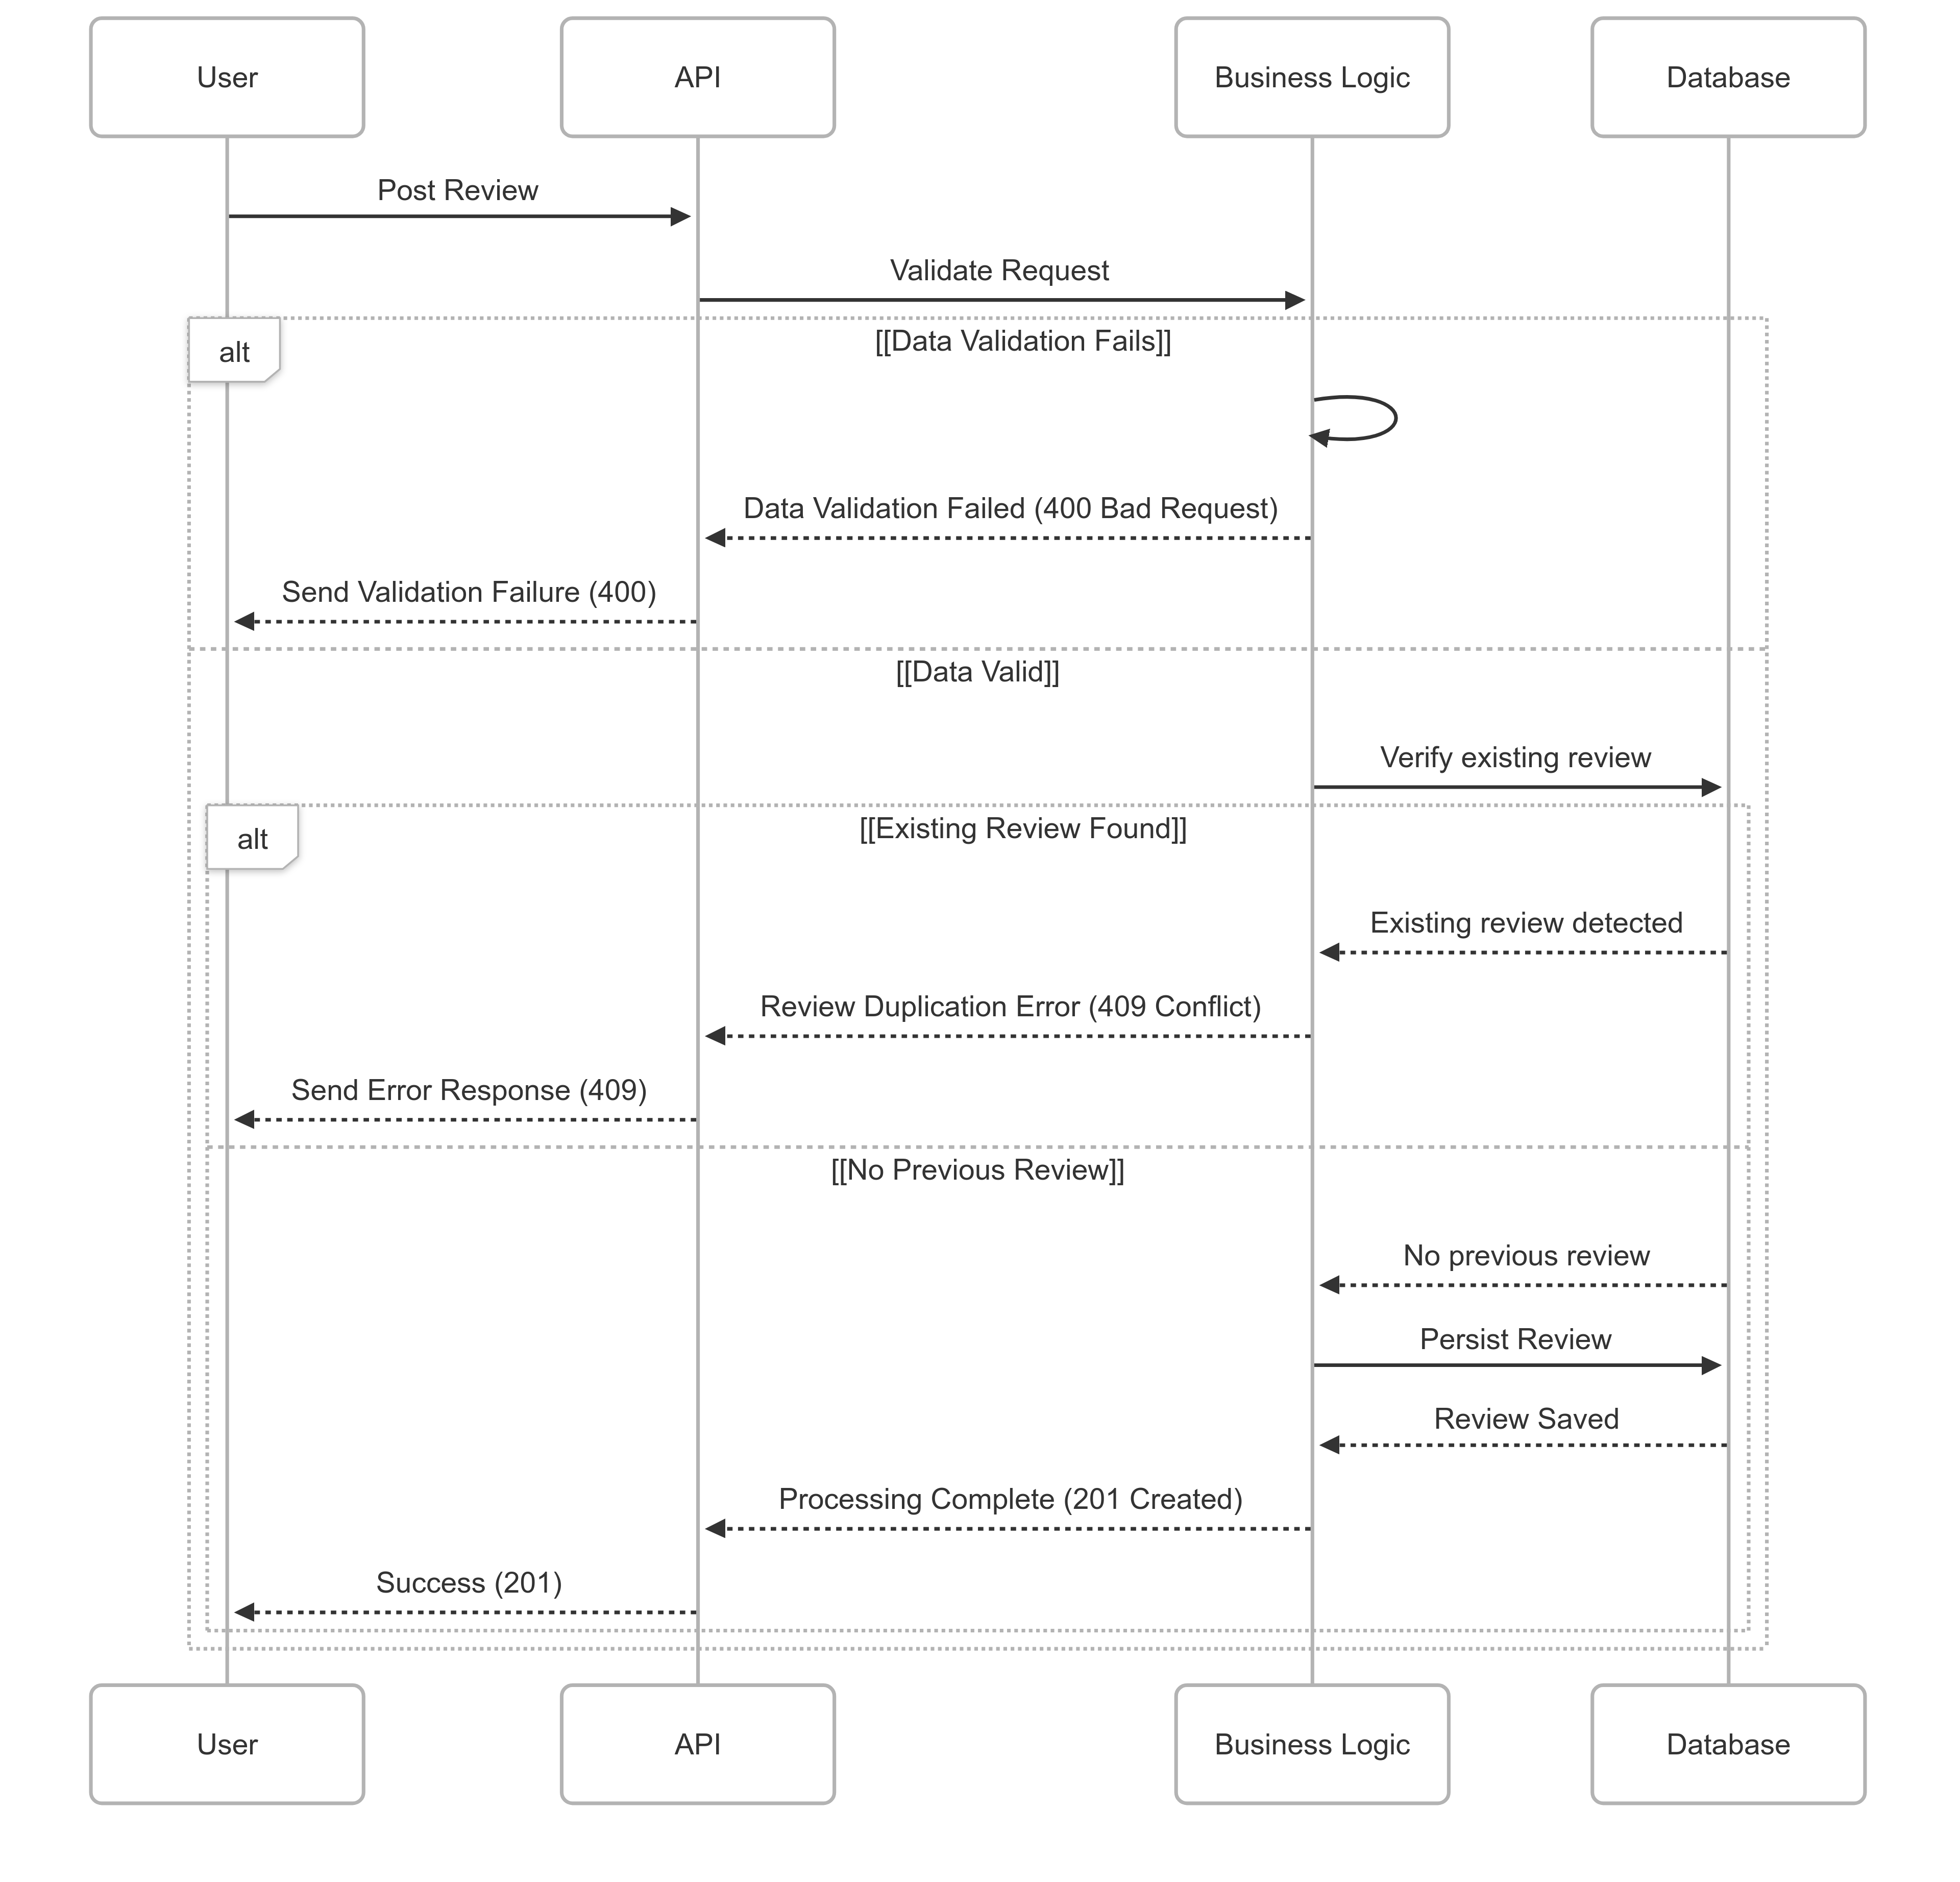 User
API
Business Logic
Database
Post Review
Validate Request
alt
[[Data Validation Fails]]
Data Validation Failed (400 Bad Request)
Send Validation Failure (400)
[[Data Valid]]
Verify existing review
alt
[[Existing Review Found]]
Existing review detected
Review Duplication Error (409 Conflict)
Send Error Response (409)
[[No Previous Review]]
No previous review
Persist Review
Review Saved
Processing Complete (201 Created)
Success (201)
User
API
Business Logic
Database